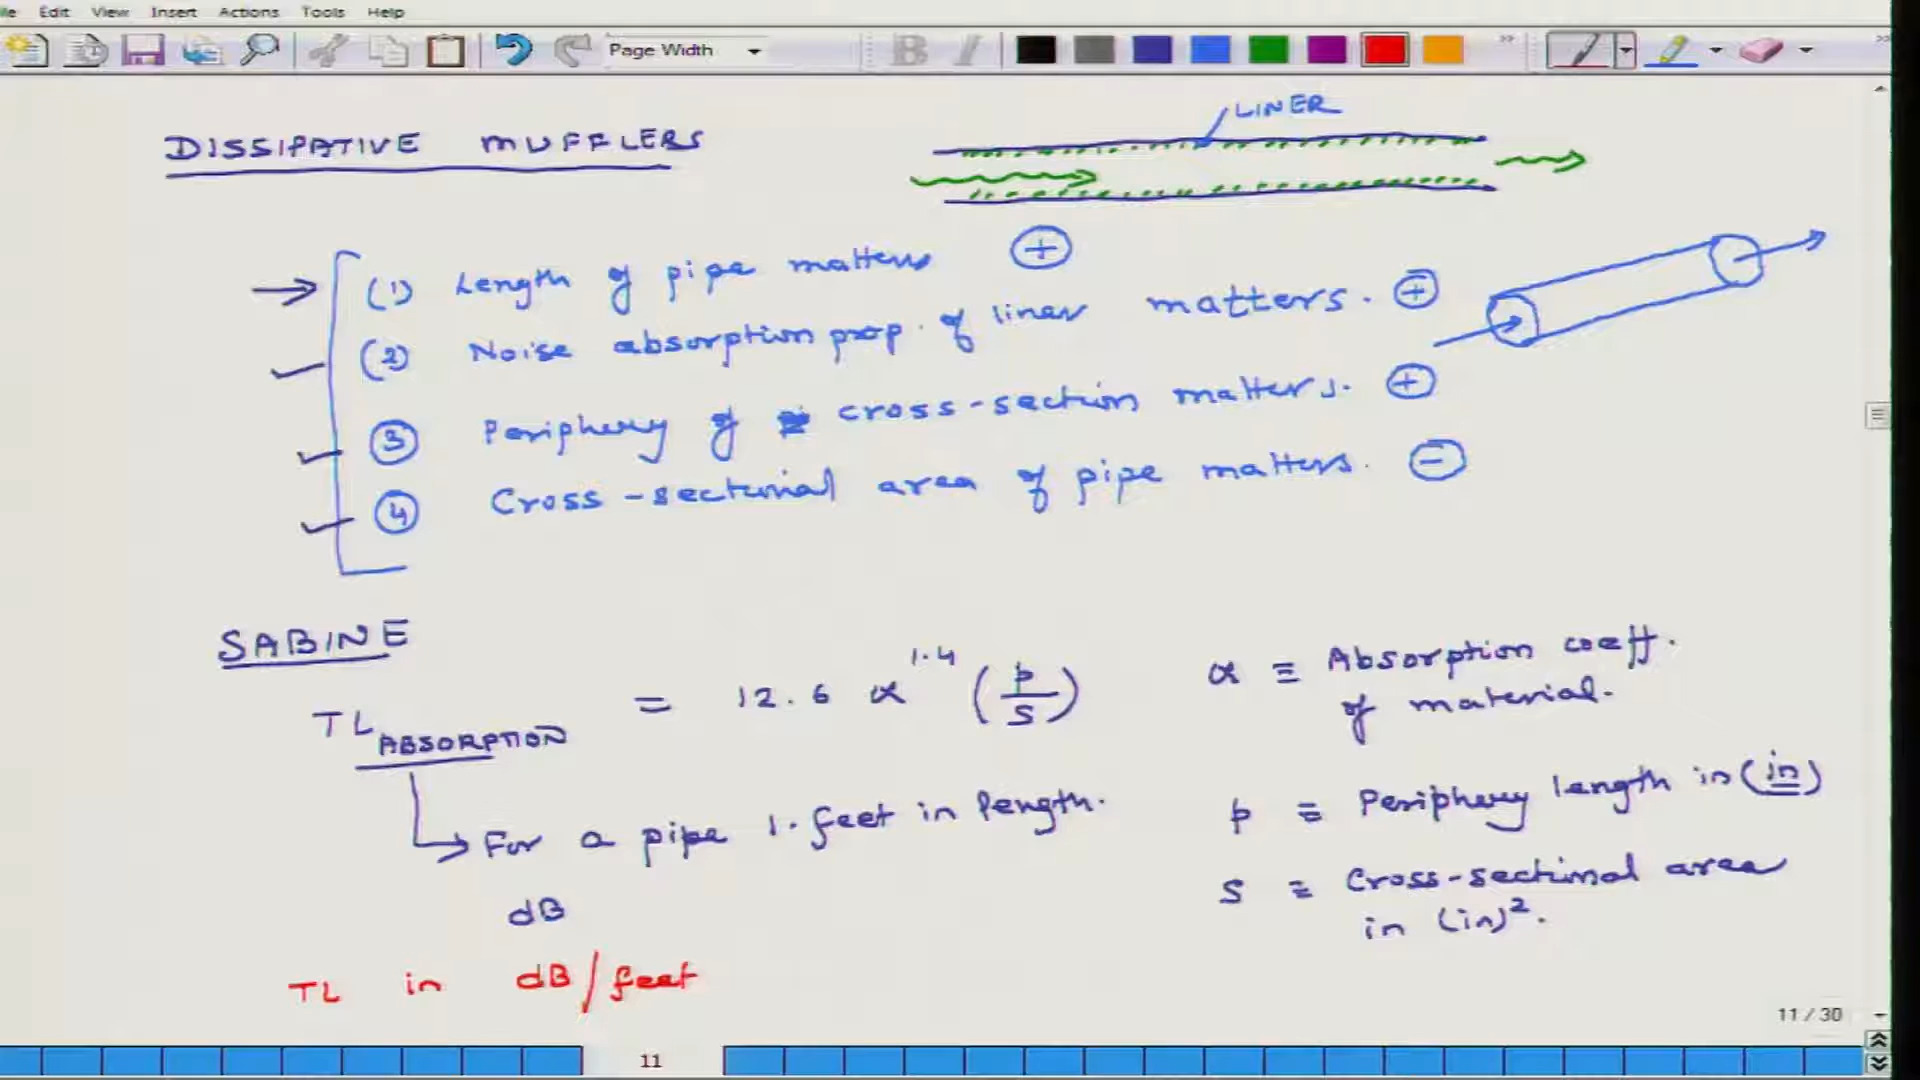 Edit View Insert Actions Tools Help
Page Width
DISSIPATIVE MUFFLERS
LINER
(1) Length of pipe matters +
(2) Noise absorption prop. of liner matters. +
3 Periphery of cross-section matters. +
4 Cross-sectional area of pipe matters. -
SABINE
TL ABSORPTION = 12.6 α^1.4 (p/S)
α ≡ Absorption coeff.
of material.
→ For a pipe 1. feet in length.
dB
p ≡ Periphery length in (in)
S ≡ Cross-sectional area
in (in)².
TL in dB/feet
11 / 30
11